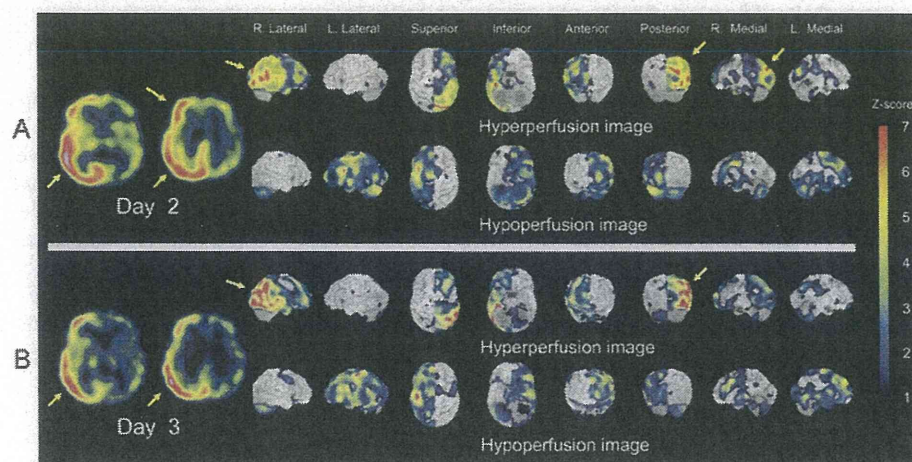 R. Lateral L. Lateral Superior Inferior Anterior Posterior R. Medial L. Medial
Z-score
A
Hyperperfusion image
Day 2
Hypoperfusion image
B
Hyperperfusion image
Day 3
Hypoperfusion image
7
6
5
4
3
2
1